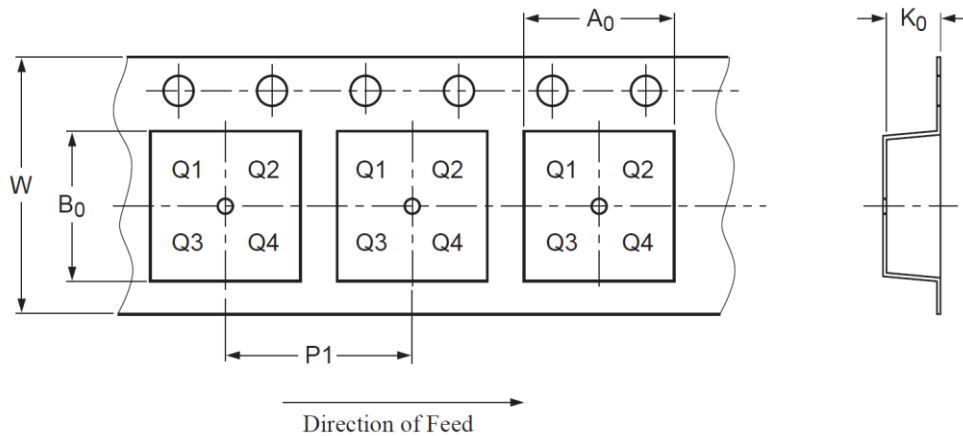 A0
K0
W
B0
Q1 Q2
Q3 Q4
Q1 Q2
Q3 Q4
Q1 Q2
Q3 Q4
P1
Direction of Feed